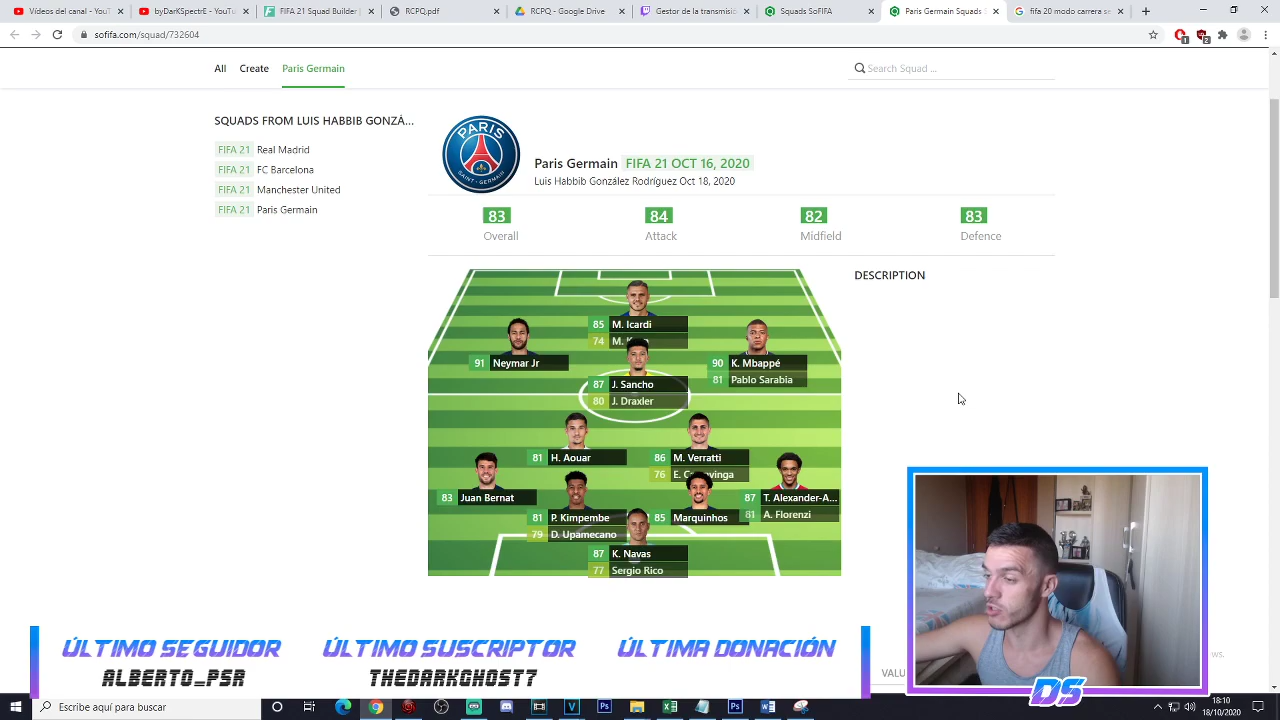 Vídeos del canal - YouTu
byDarkSpectrE - YouTu
FIFA 21 Squad Builder |
RCPQ.pdf
RCPQ - Google Drive
Gestor de la transmisió
Squads SoFIFA
Paris Germain Squads S
fifa 20 modo carrera se
sofifa.com/squad/732604
All Create Paris Germain
Search Squad ...
SQUADS FROM LUIS HABBIB GONZÁ...
FIFA 21 Real Madrid
FIFA 21 FC Barcelona
FIFA 21 Manchester United
FIFA 21 Paris Germain
PARIS
SAINT-GERMAIN
Paris Germain FIFA 21 OCT 16, 2020
Luis Habbib González Rodríguez Oct 18, 2020
83 84 82 83
Overall Attack Midfield Defence
DESCRIPTION
85 M. Icardi
74 M.
91 Neymar Jr
90 K. Mbappé
81 Pablo Sarabia
87 J. Sancho
80 J. Draxler
81 H. Aouar
86 M. Verratti
76 E.
83 Juan Bernat
87 T. Alexander-A...
81 A. Florenzi
81 P. Kimpembe
79 D. Upamecano
85 Marquinhos
87 K. Navas
77 Sergio Rico
ÚLTIMO SEGUIDOR
ALBERTO_PSR
ÚLTIMO SUSCRIPTOR
THEDARKGHOST7
ÚLTIMA DONACIÓN
VALU
ws.
DS
Escribe aquí para buscar
18:10
18/10/2020